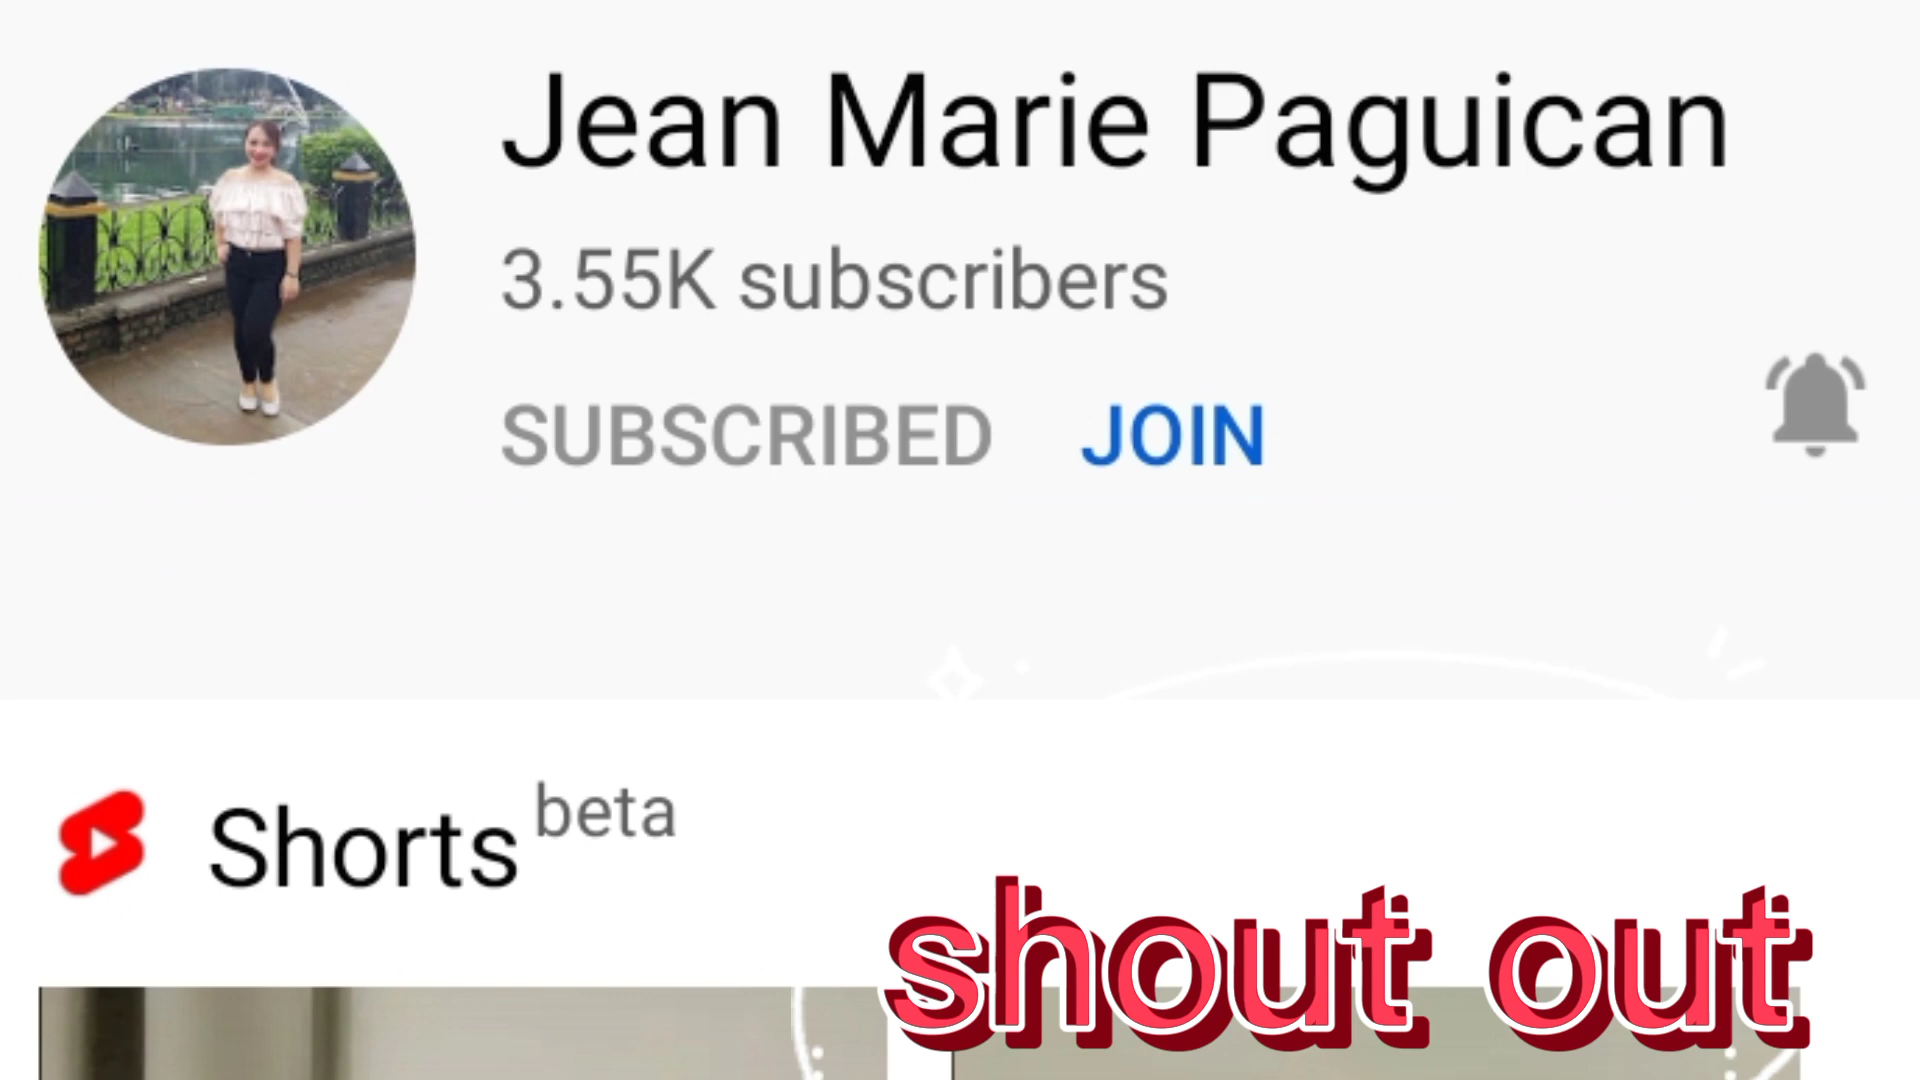 Jean Marie Paguican
3.55K subscribers
SUBSCRIBED JOIN
Shorts beta
shout out